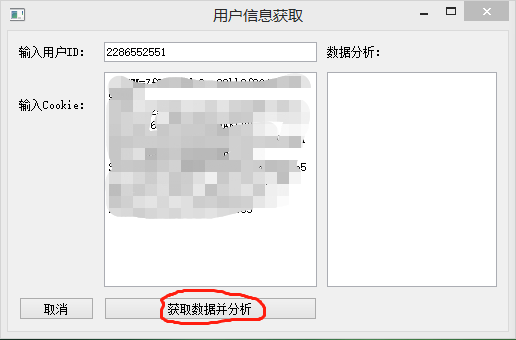 用户信息获取
输入用户ID:
2286552551
数据分析:
输入Cookie:
取消
获取数据并分析